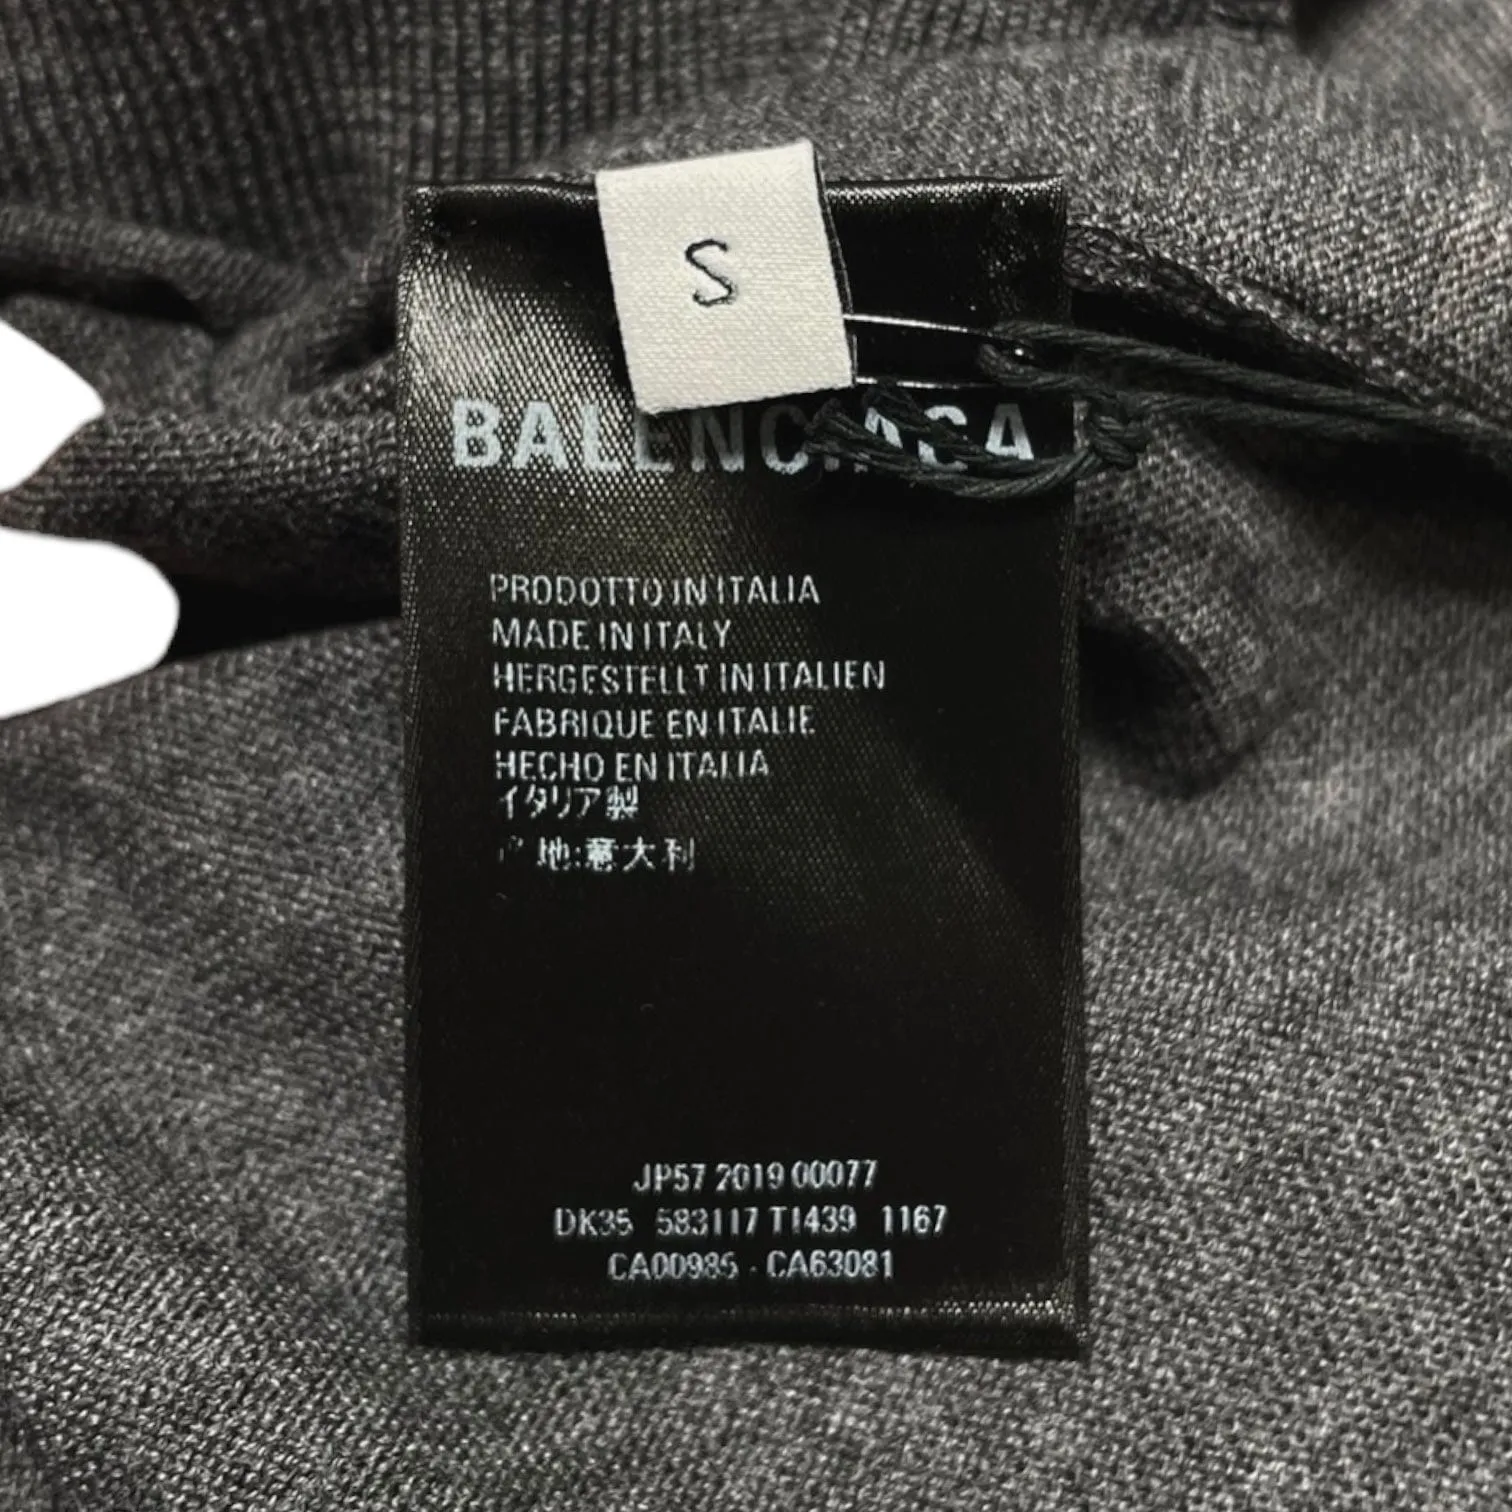 S
BALENCIAGA
PRODOTTO IN ITALIA
MADE IN ITALY
HERGESTELLT IN ITALIEN
FABRIQUE EN ITALIE
HECHO EN ITALIA
イタリア製
产地:意大利
JP57 2019 00077
DK35 583117 T1439 1167
CA00985 - CA63081